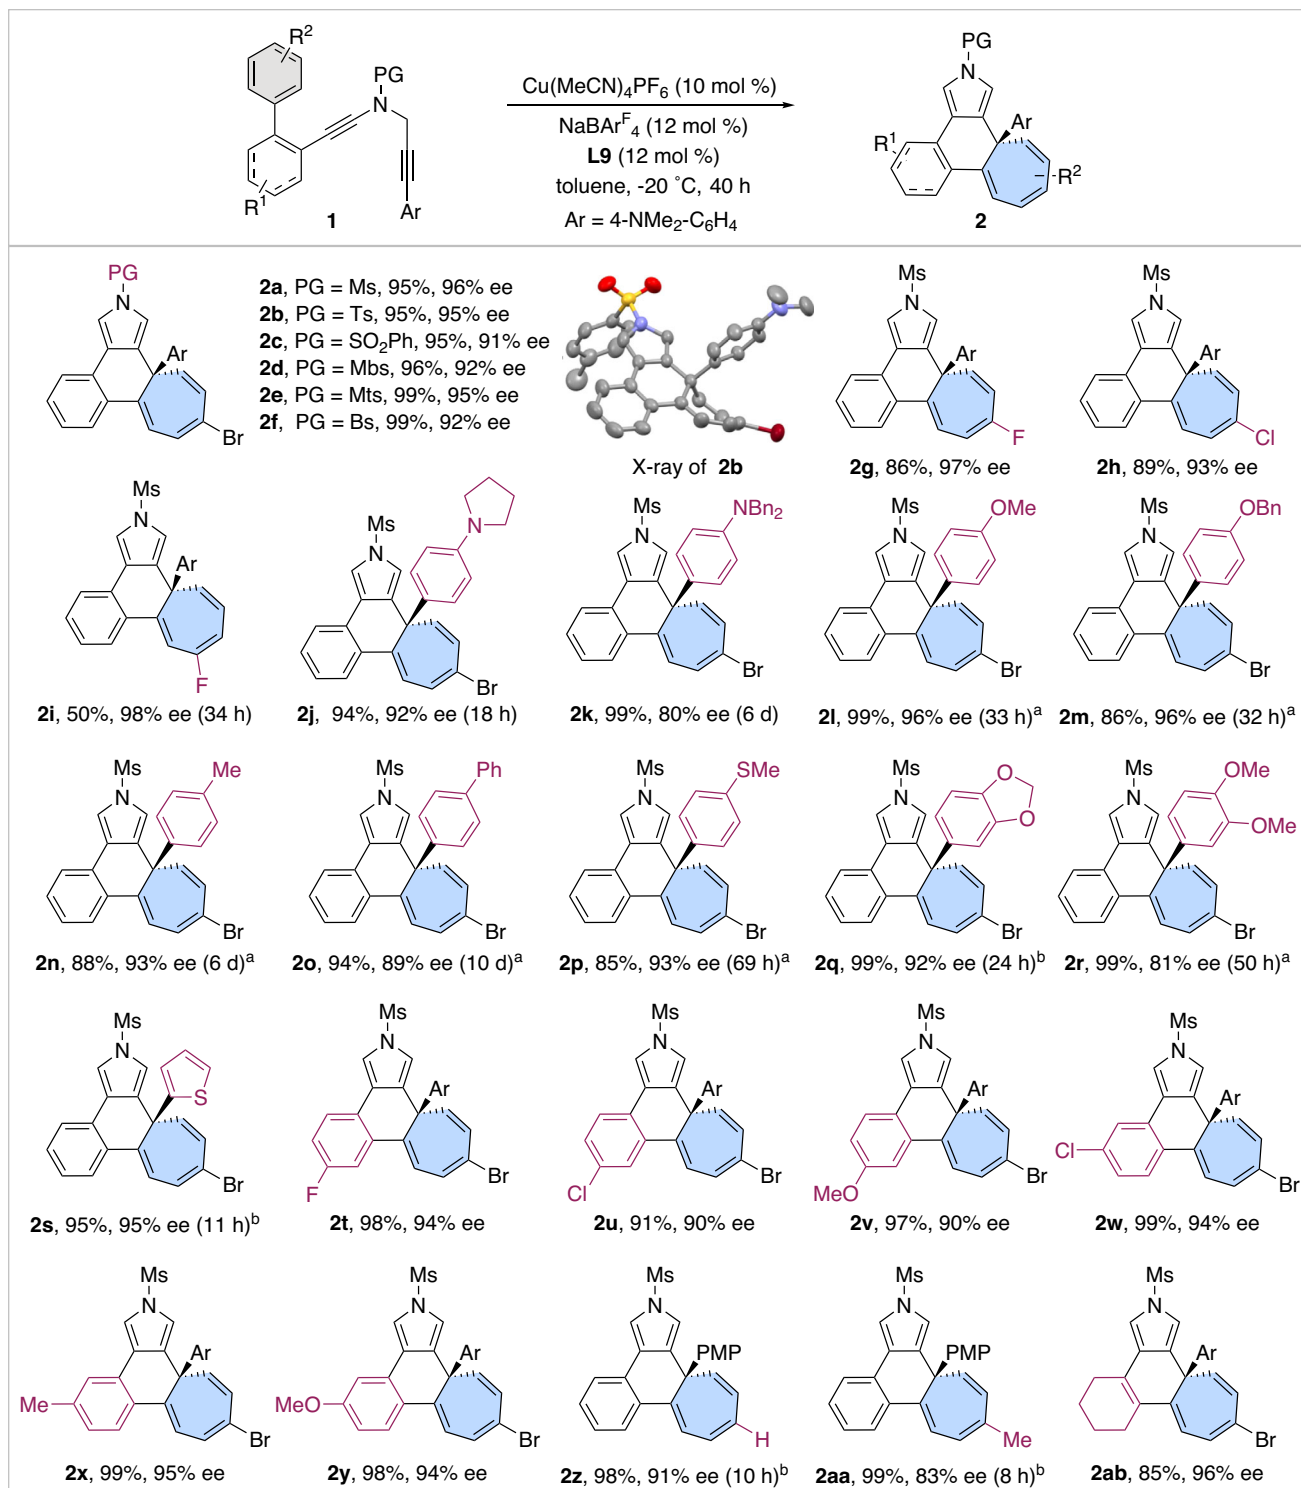 R²
PG
N
R¹
Ar
1
Cu(MeCN)₄PF₆ (10 mol %)
NaBArᶠ₄ (12 mol %)
L9 (12 mol %)
toluene, -20 ˚C, 40 h
Ar = 4-NMe₂-C₆H₄
PG
N
Ar
R¹
R²
2
PG
N
Ar
Br
2a, PG = Ms, 95%, 96% ee
2b, PG = Ts, 95%, 95% ee
2c, PG = SO₂Ph, 95%, 91% ee
2d, PG = Mbs, 96%, 92% ee
2e, PG = Mts, 99%, 95% ee
2f, PG = Bs, 99%, 92% ee
X-ray of 2b
Ms
N
Ar
F
2g, 86%, 97% ee
Ms
N
Ar
Cl
2h, 89%, 93% ee
Ms
N
Ar
F
2i, 50%, 98% ee (34 h)
Ms
N
N
Br
2j, 94%, 92% ee (18 h)
Ms
N
NBn₂
Br
2k, 99%, 80% ee (6 d)
Ms
N
OMe
Br
2l, 99%, 96% ee (33 h)ᵃ
Ms
N
OBn
Br
2m, 86%, 96% ee (32 h)ᵃ
Ms
N
Me
Br
2n, 88%, 93% ee (6 d)ᵃ
Ms
N
Ph
Br
2o, 94%, 89% ee (10 d)ᵃ
Ms
N
SMe
Br
2p, 85%, 93% ee (69 h)ᵃ
Ms
N
O
O
Br
2q, 99%, 92% ee (24 h)ᵇ
Ms
N
OMe
OMe
Br
2r, 99%, 81% ee (50 h)ᵃ
Ms
N
S
Br
2s, 95%, 95% ee (11 h)ᵇ
Ms
N
Ar
F
Br
2t, 98%, 94% ee
Ms
N
Ar
Cl
Br
2u, 91%, 90% ee
Ms
N
Ar
MeO
Br
2v, 97%, 90% ee
Ms
N
Ar
Cl
Br
2w, 99%, 94% ee
Ms
N
Ar
Me
Br
2x, 99%, 95% ee
Ms
N
Ar
MeO
Br
2y, 98%, 94% ee
Ms
N
PMP
H
2z, 98%, 91% ee (10 h)ᵇ
Ms
N
PMP
Me
2aa, 99%, 83% ee (8 h)ᵇ
Ms
N
Ar
Br
2ab, 85%, 96% ee